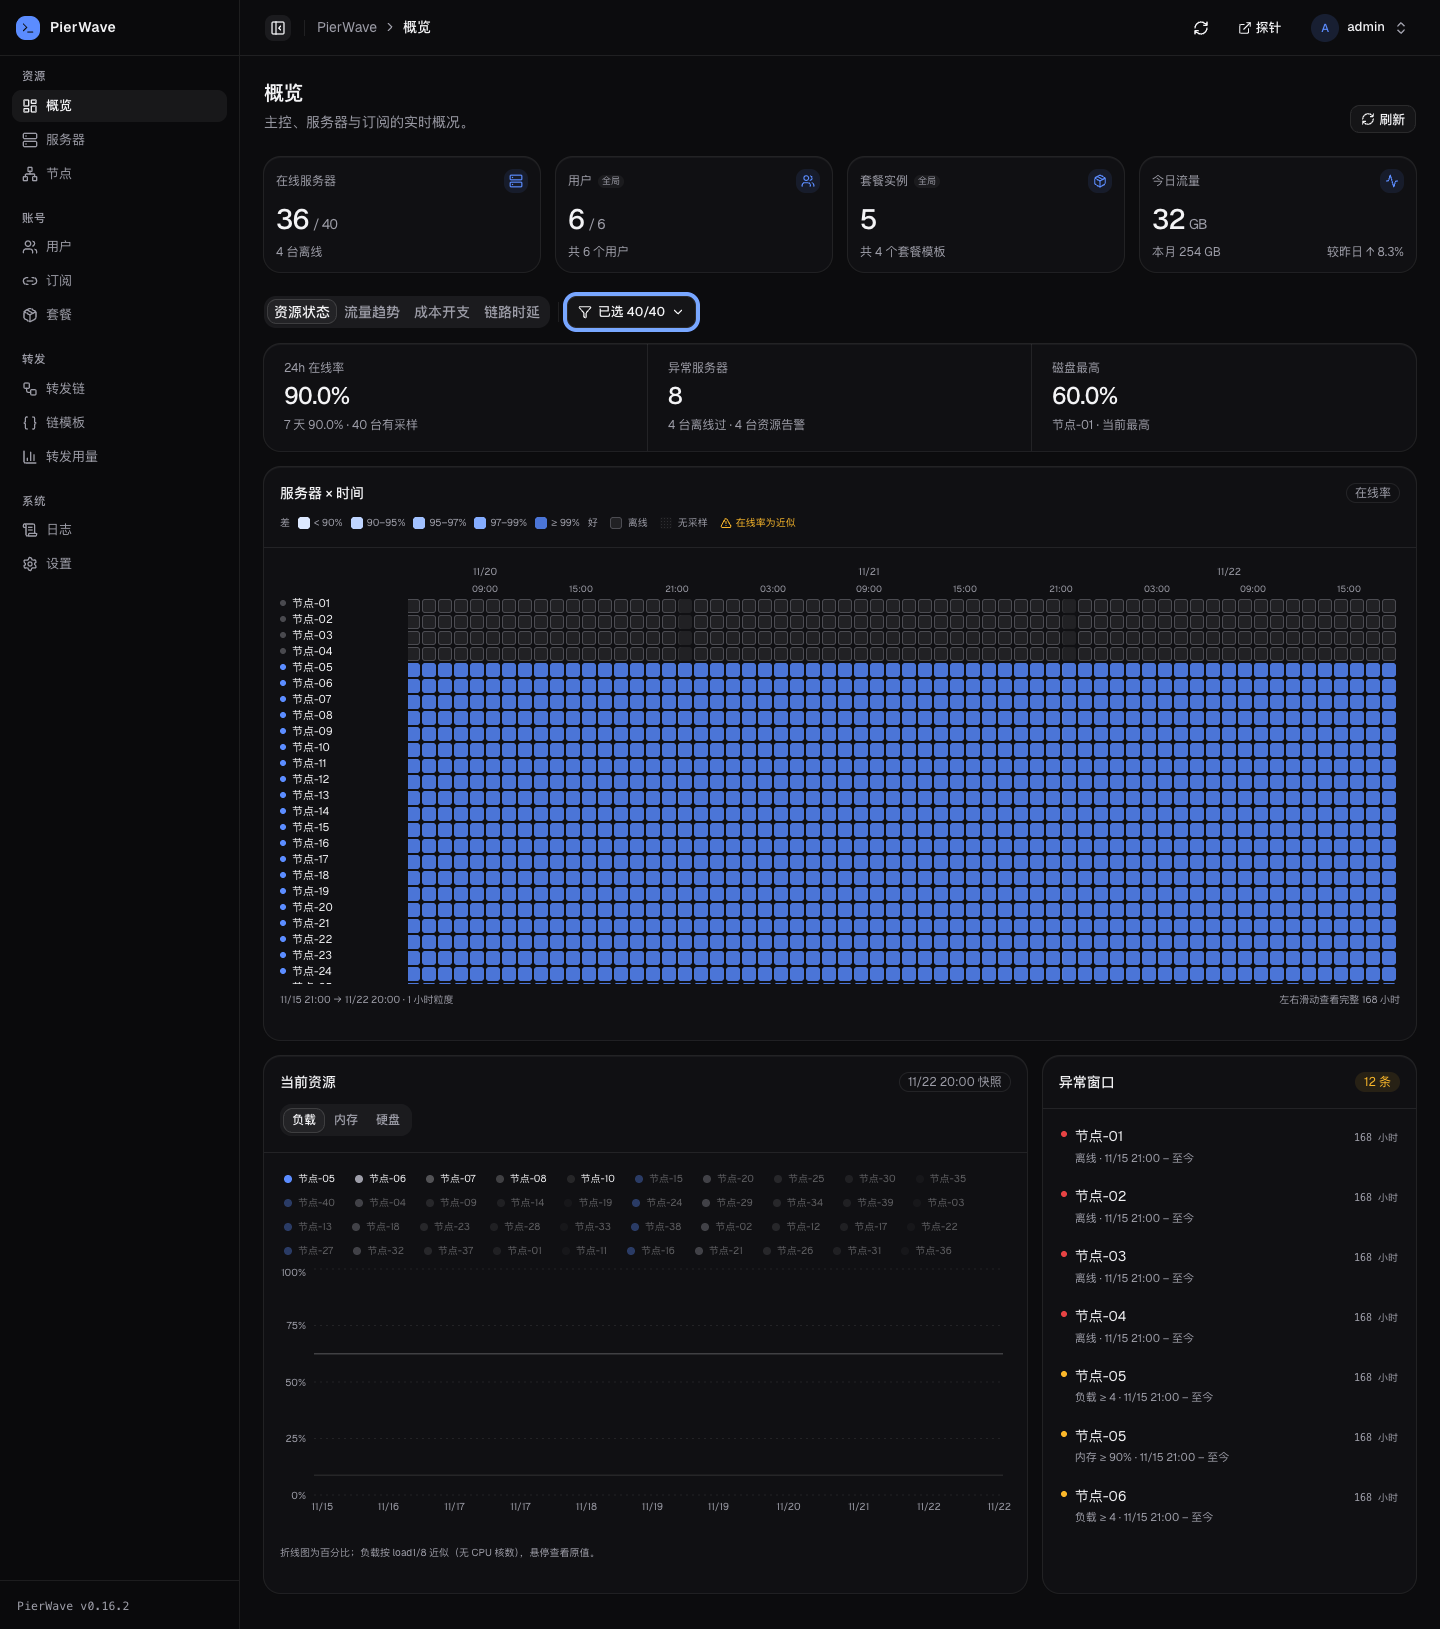 PierWave
PierWave > 概览
探针
A admin
资源
概览
服务器
节点
账号
用户
订阅
套餐
转发
转发链
链模板
转发用量
系统
日志
设置
PierWave v0.16.2
概览
主控、服务器与订阅的实时概况。
刷新
在线服务器
36 / 40
4 台离线
用户 全局
6 / 6
共 6 个用户
套餐实例 全局
5
共 4 个套餐模板
今日流量
32 GB
本月 254 GB 较昨日 ↑ 8.3%
资源状态 流量趋势 成本开支 链路时延 已选 40/40
24h 在线率
90.0%
7 天 90.0% · 40 台有采样
异常服务器
8
4 台离线过 · 4 台资源告警
磁盘最高
60.0%
节点-01 · 当前最高
服务器 × 时间 在线率
差 < 90% 90–95% 95–97% 97–99% ≥ 99% 好 离线 无采样 在线率为近似
11/20 11/21 11/22
09:00 15:00 21:00 03:00 09:00 15:00 21:00 03:00 09:00 15:00
节点-01
节点-02
节点-03
节点-04
节点-05
节点-06
节点-07
节点-08
节点-09
节点-10
节点-11
节点-12
节点-13
节点-14
节点-15
节点-16
节点-17
节点-18
节点-19
节点-20
节点-21
节点-22
节点-23
节点-24
11/15 21:00 → 11/22 20:00 · 1 小时粒度 左右滑动查看完整 168 小时
当前资源 11/22 20:00 快照
负载 内存 硬盘
节点-05 节点-06 节点-07 节点-08 节点-10 节点-15 节点-20 节点-25 节点-30 节点-35
节点-40 节点-04 节点-09 节点-14 节点-19 节点-24 节点-29 节点-34 节点-39 节点-03
节点-13 节点-18 节点-23 节点-28 节点-33 节点-38 节点-02 节点-12 节点-17 节点-22
节点-27 节点-32 节点-37 节点-01 节点-11 节点-16 节点-21 节点-26 节点-31 节点-36
100%
75%
50%
25%
0%
11/15 11/16 11/17 11/17 11/18 11/19 11/19 11/20 11/21 11/22 11/22
折线图为百分比；负载按 load1/8 近似（无 CPU 核数），悬停查看原值。
异常窗口 12 条
节点-01 168 小时
离线 · 11/15 21:00 – 至今
节点-02 168 小时
离线 · 11/15 21:00 – 至今
节点-03 168 小时
离线 · 11/15 21:00 – 至今
节点-04 168 小时
离线 · 11/15 21:00 – 至今
节点-05 168 小时
负载 ≥ 4 · 11/15 21:00 – 至今
节点-05 168 小时
内存 ≥ 90% · 11/15 21:00 – 至今
节点-06 168 小时
负载 ≥ 4 · 11/15 21:00 – 至今